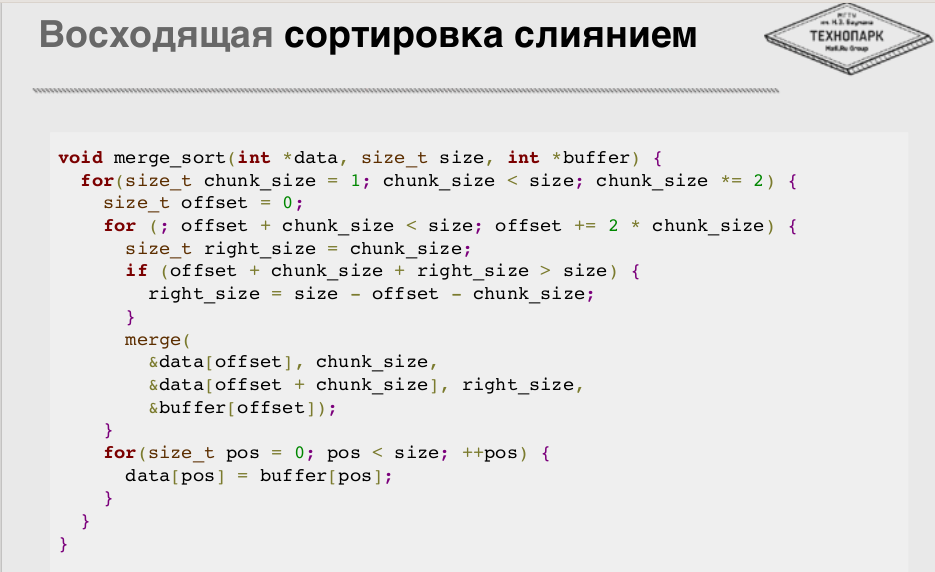 Восходящая сортировка слиянием
МГТУ
им. Н.Э. Баумана
ТЕХНОПАРК
Mail.Ru Group
void merge_sort(int *data, size_t size, int *buffer) {
for(size_t chunk_size = 1; chunk_size < size; chunk_size *= 2) {
size_t offset = 0;
for (; offset + chunk_size < size; offset += 2 * chunk_size) {
size_t right_size = chunk_size;
if (offset + chunk_size + right_size > size) {
right_size = size - offset - chunk_size;
}
merge(
&data[offset], chunk_size,
&data[offset + chunk_size], right_size,
&buffer[offset]);
}
for(size_t pos = 0; pos < size; ++pos) {
data[pos] = buffer[pos];
}
}
}